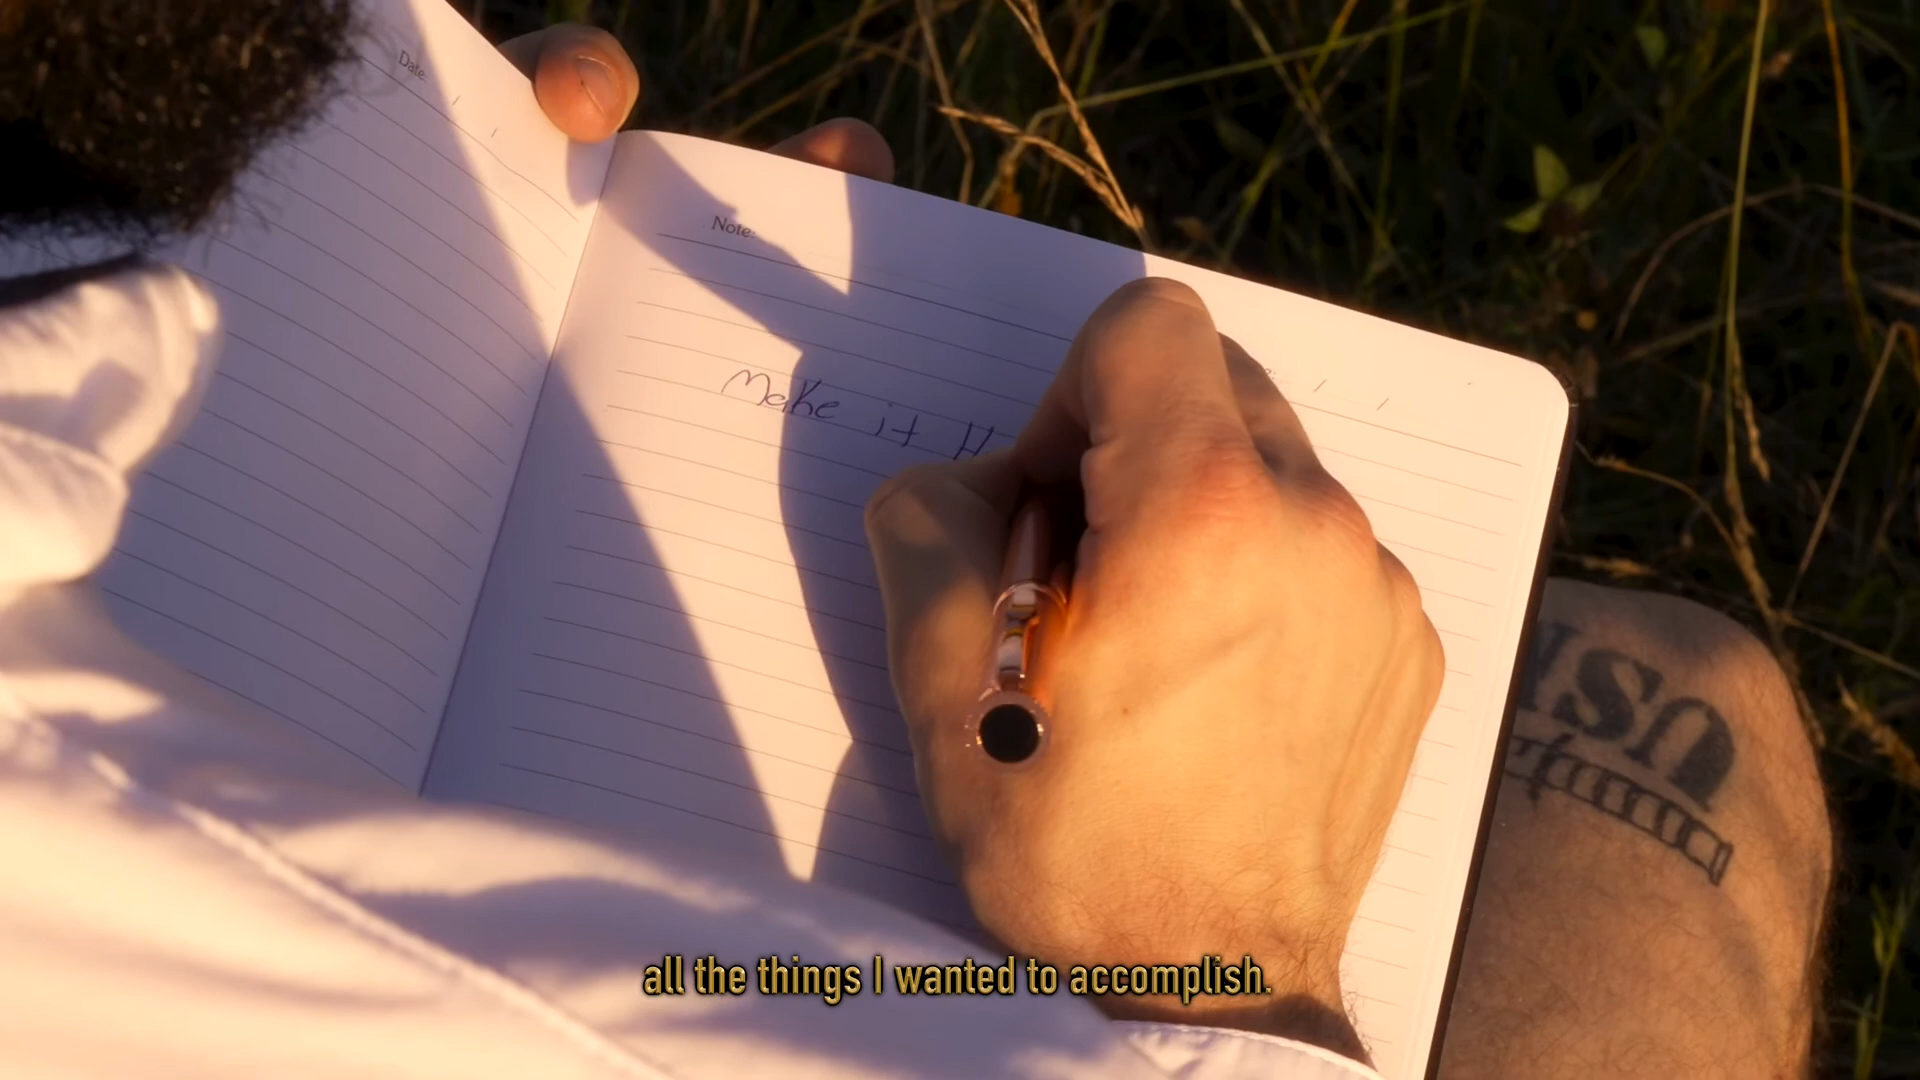 Date:
Note:
Make it H
all the things I wanted to accomplish.